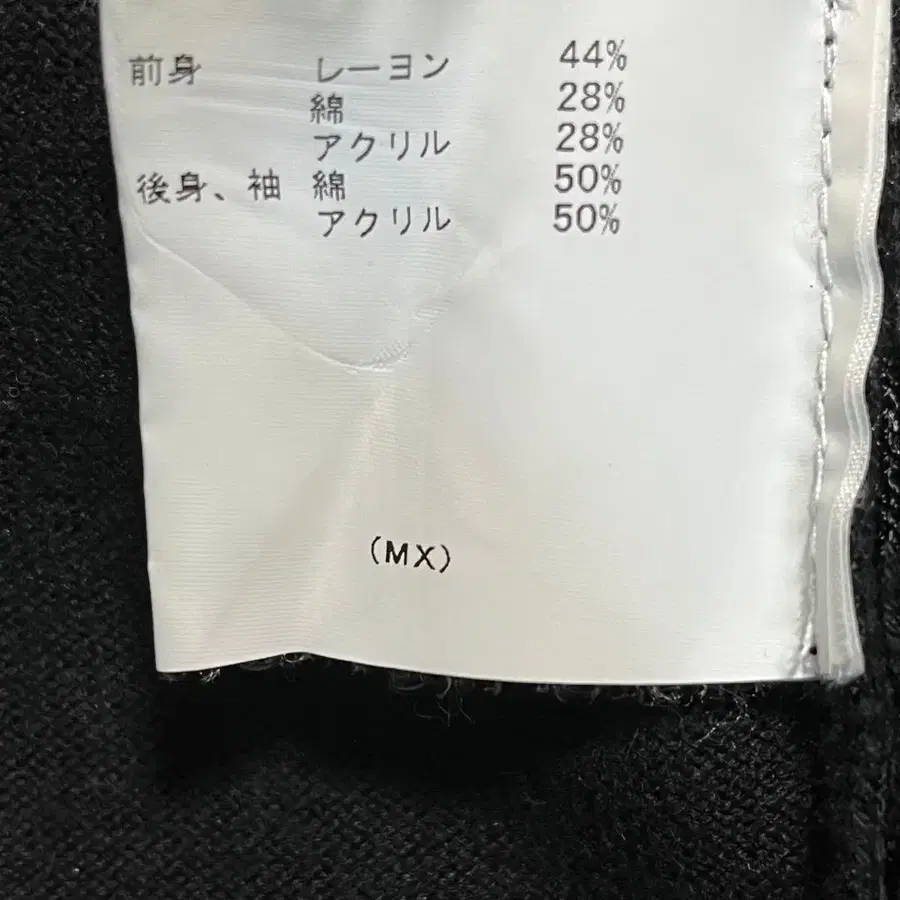 前身 レーヨン 44%
綿 28%
アクリル 28%
後身、袖 綿 50%
アクリル 50%
(MX)